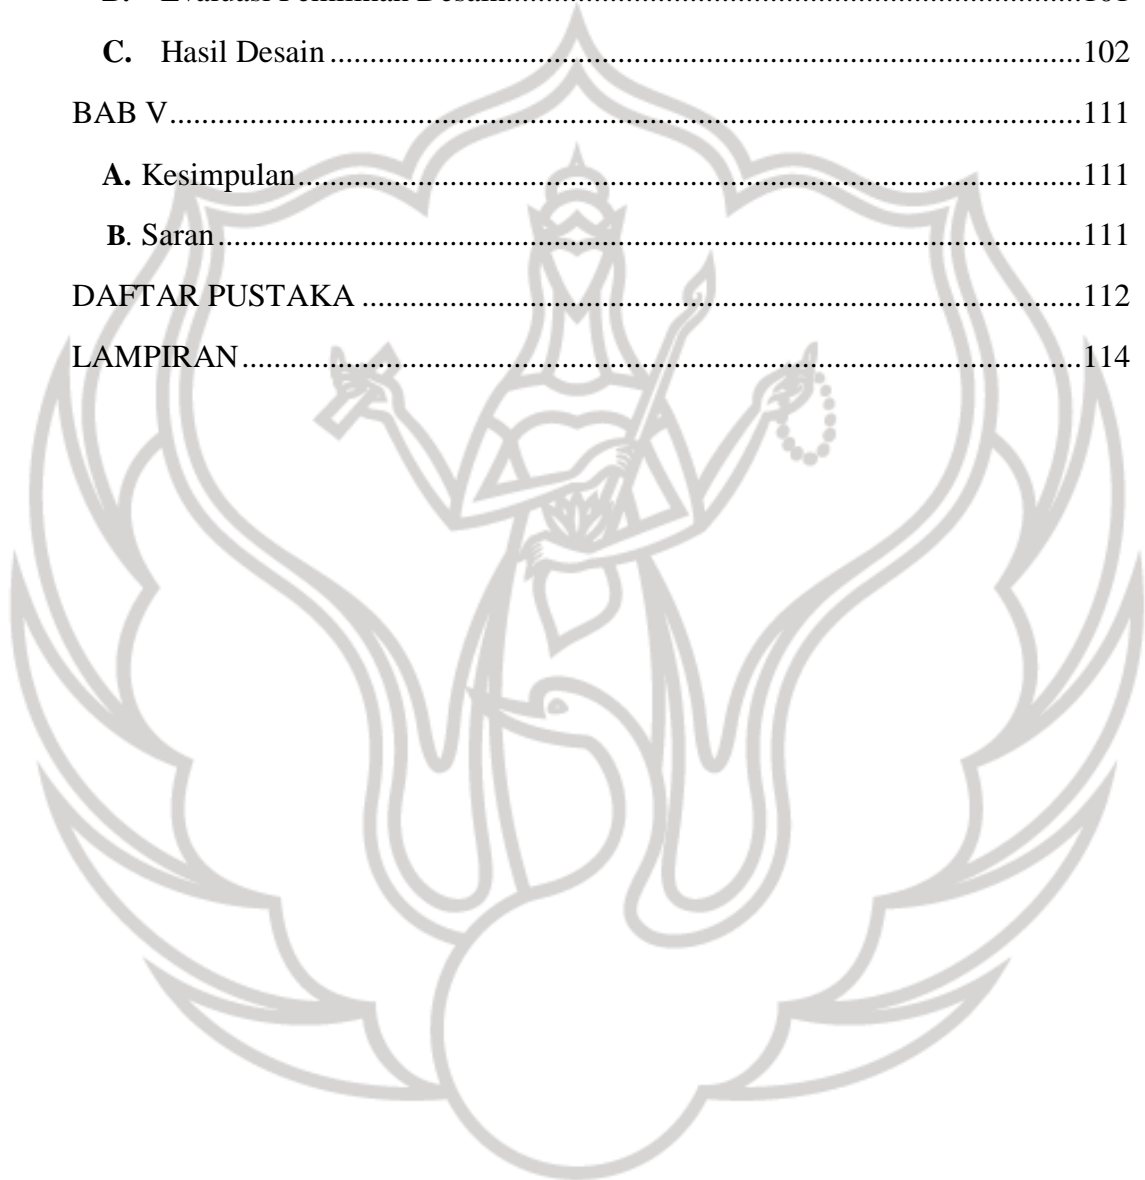 C. Hasil Desain ........ 102
BAB V ........ 111
A. Kesimpulan ........ 111
B. Saran ........ 111
DAFTAR PUSTAKA ........ 112
LAMPIRAN ........ 114